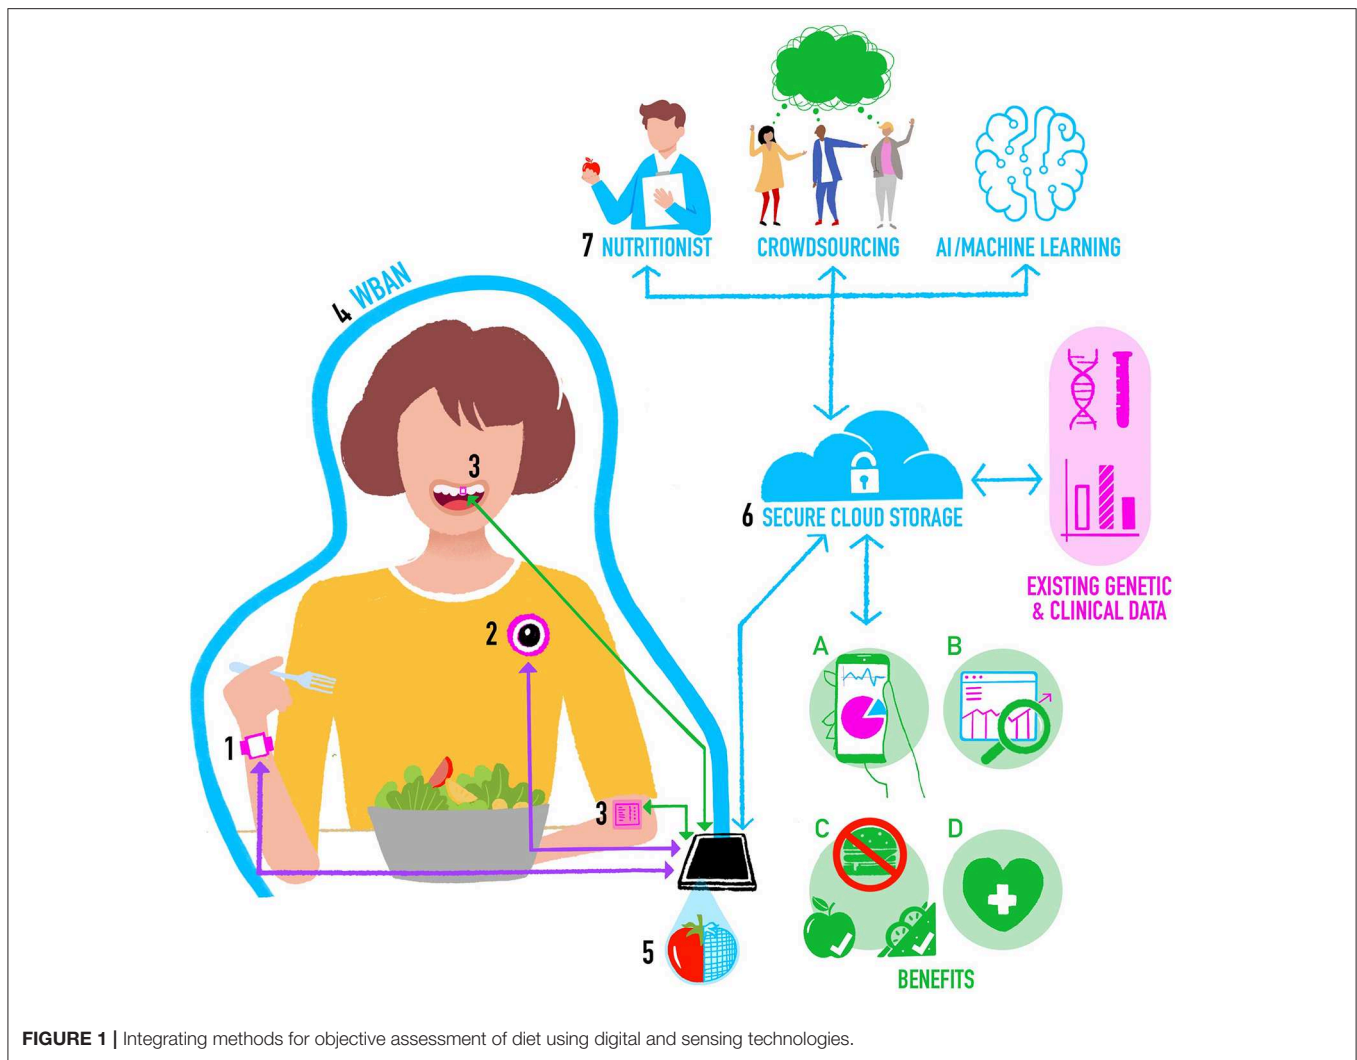 7 NUTRITIONIST
CROWDSOURCING
AI/MACHINE LEARNING
4 WBAN
3
6 SECURE CLOUD STORAGE
EXISTING GENETIC
& CLINICAL DATA
2
1
3
5
A
B
C
D
BENEFITS
FIGURE 1 | Integrating methods for objective assessment of diet using digital and sensing technologies.